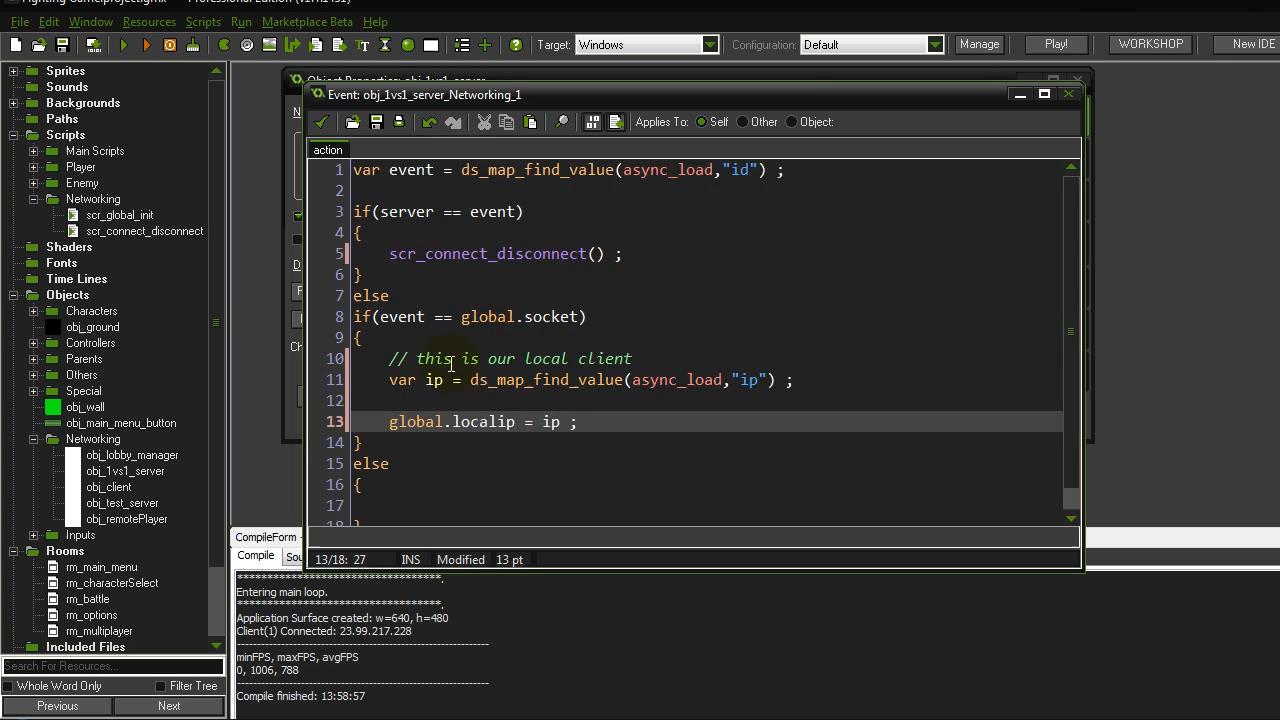 File Edit Window Resources Scripts Run Marketplace Beta Help
Target: Windows Configuration: Default Manage Play! WORKSHOP New IDE
Sprites
Sounds
Backgrounds
Paths
Scripts
Main Scripts
Player
Enemy
Networking
scr_global_init
scr_connect_disconnect
Shaders
Fonts
Time Lines
Objects
Characters
obj_ground
Controllers
Parents
Others
Special
obj_wall
obj_main_menu_button
Networking
obj_lobby_manager
obj_1vs1_server
obj_client
obj_test_server
obj_remotePlayer
Inputs
Rooms
rm_main_menu
rm_characterSelect
rm_battle
rm_options
rm_multiplayer
Included Files
Search For Resources...
Whole Word Only Filter Tree
Previous Next
Event: obj_1vs1_server_Networking_1
Applies To: Self Other Object:
action
1 var event = ds_map_find_value(async_load,"id") ;
2
3 if(server == event)
4 {
5 scr_connect_disconnect() ;
6 }
7 else
8 if(event == global.socket)
9 {
10 // this is our local client
11 var ip = ds_map_find_value(async_load,"ip") ;
12
13 global.localip = ip ;
14 }
15 else
16 {
17
18 }
13/18: 27 INS Modified 13 pt
CompileForm -
Compile Sou
**********************************.
Entering main loop.
**********************************.
Application Surface created: w=640, h=480
Client(1) Connected: 23.99.217.228
minFPS, maxFPS, avgFPS
0, 1006, 788
Compile finished: 13:58:57